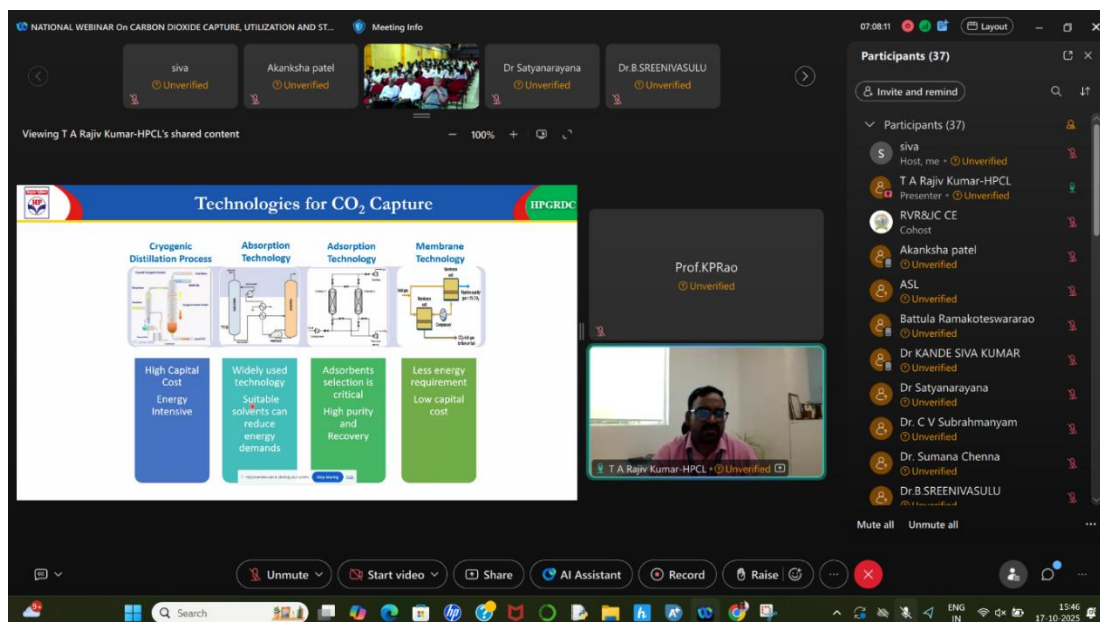 NATIONAL WEBINAR On CARBON DIOXIDE CAPTURE, UTILIZATION AND ST...
Meeting Info
07:08:11
Layout
siva
Unverified
Akanksha patel
Unverified
Dr Satyanarayana
Unverified
Dr.B.SREENIVASULU
Unverified
Viewing T A Rajiv Kumar-HPCL's shared content
100%
HP
Technologies for CO₂ Capture
HPGRDC
Cryogenic
Distillation Process
Absorption
Technology
Adsorption
Technology
Membrane
Technology
High Capital
Cost
Energy
Intensive
Widely used
technology
Suitable
solvents can
reduce
energy
demands
Adsorbents
selection is
critical
High purity
and
Recovery
Less energy
requirement
Low capital
cost
Prof.KPRao
Unverified
T A Rajiv Kumar-HPCL • Unverified
Participants (37)
Invite and remind
Participants (37)
S
siva
Host, me • Unverified
T A Rajiv Kumar-HPCL
Presenter • Unverified
RVR&JC CE
Cohost
Akanksha patel
Unverified
ASL
Unverified
Battula Ramakoteswararao
Unverified
Dr KANDE SIVA KUMAR
Unverified
Dr Satyanarayana
Unverified
Dr. C V Subrahmanyam
Unverified
Dr. Sumana Chenna
Unverified
Dr.B.SREENIVASULU
Mute all Unmute all
Unmute
Start video
Share
AI Assistant
Record
Raise
Search
ENG
IN
15:46
17-10-2025